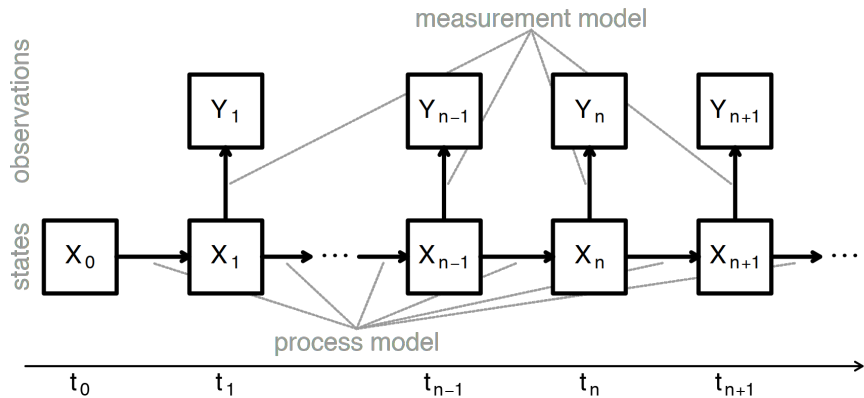 measurement model
observations
Y₁ Yₙ₋₁ Yₙ Yₙ₊₁
states
X₀ X₁ ··· Xₙ₋₁ Xₙ Xₙ₊₁ ···
process model
t₀ t₁ tₙ₋₁ tₙ tₙ₊₁